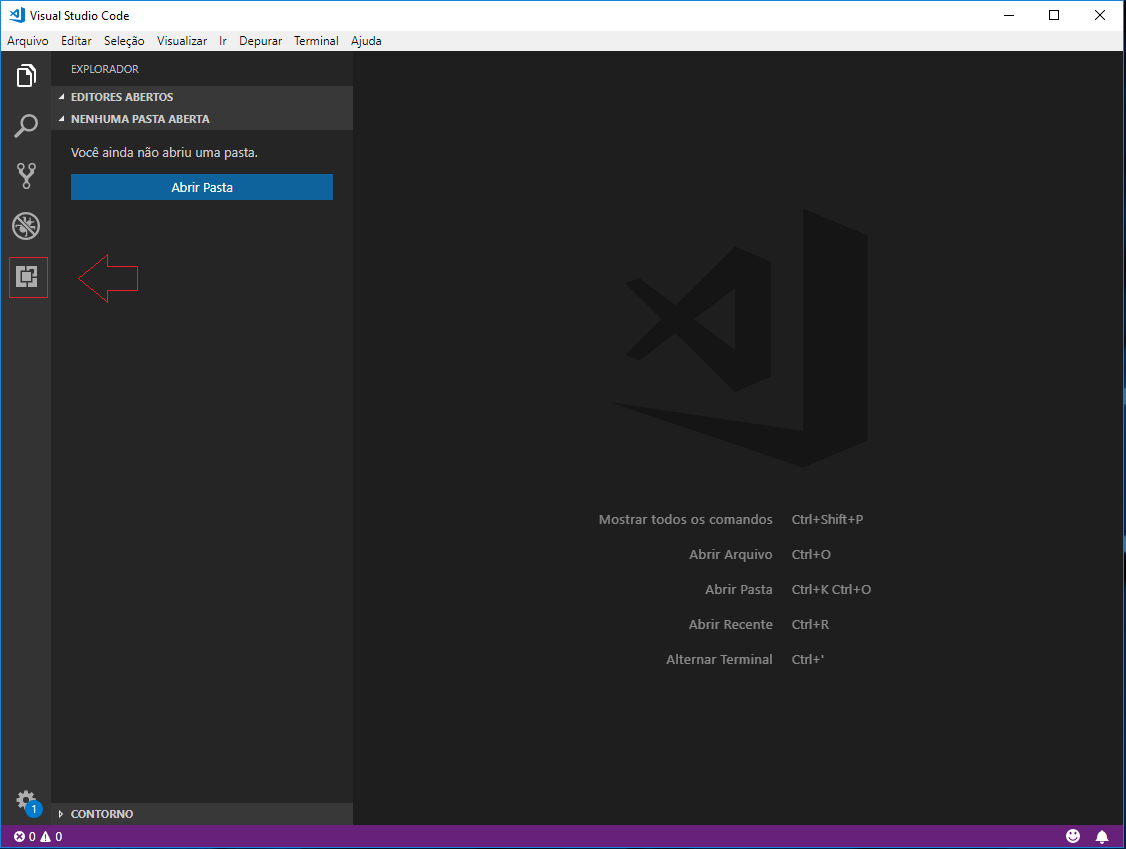 Visual Studio Code
Arquivo Editar Seleção Visualizar Ir Depurar Terminal Ajuda
EXPLORADOR
EDITORES ABERTOS
NENHUMA PASTA ABERTA
Você ainda não abriu uma pasta.
Abrir Pasta
Mostrar todos os comandos Ctrl+Shift+P
Abrir Arquivo Ctrl+O
Abrir Pasta Ctrl+K Ctrl+O
Abrir Recente Ctrl+R
Alternar Terminal Ctrl+'
1
CONTORNO
0 0